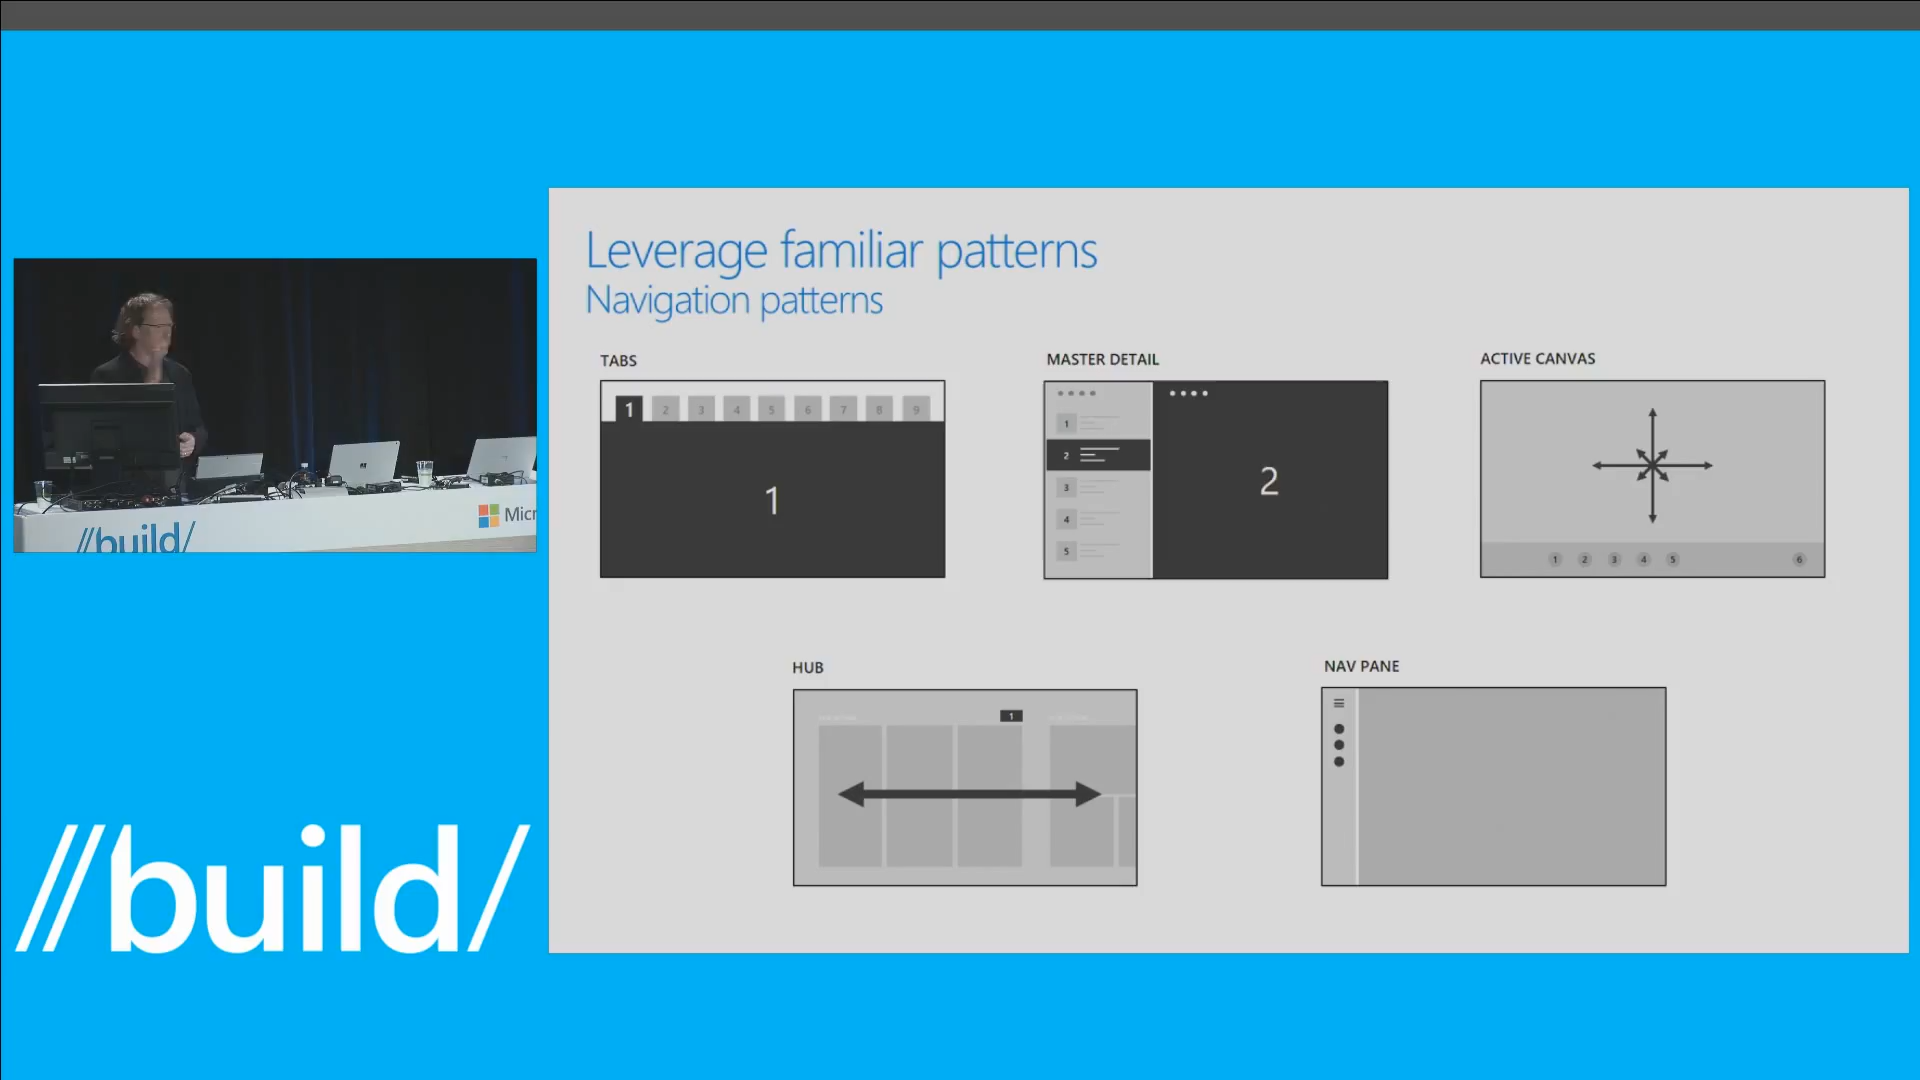 Leverage familiar patterns
Navigation patterns
TABS
1 2 3 4 5 6 7 8 9
1
MASTER DETAIL
1
2
3
4
5
2
ACTIVE CANVAS
1 2 3 4 5 6
HUB
1
NAV PANE
//build/
Micr
//build/